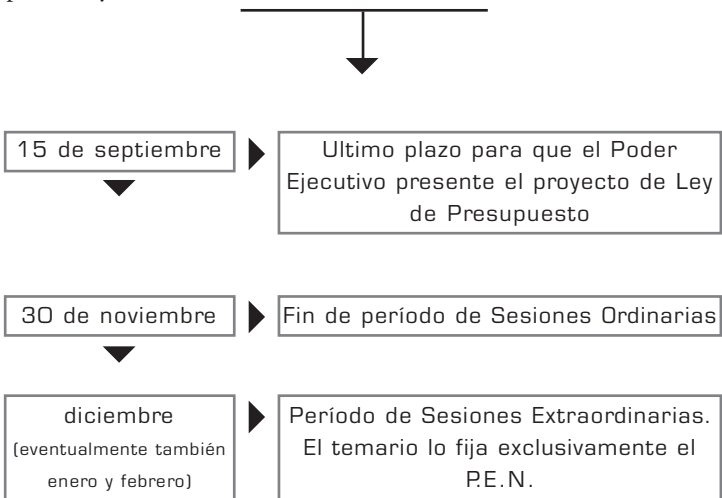 15 de septiembre
Ultimo plazo para que el Poder
Ejecutivo presente el proyecto de Ley
de Presupuesto
30 de noviembre
Fin de período de Sesiones Ordinarias
diciembre
(eventualmente también
enero y febrero)
Período de Sesiones Extraordinarias.
El temario lo fija exclusivamente el
P.E.N.